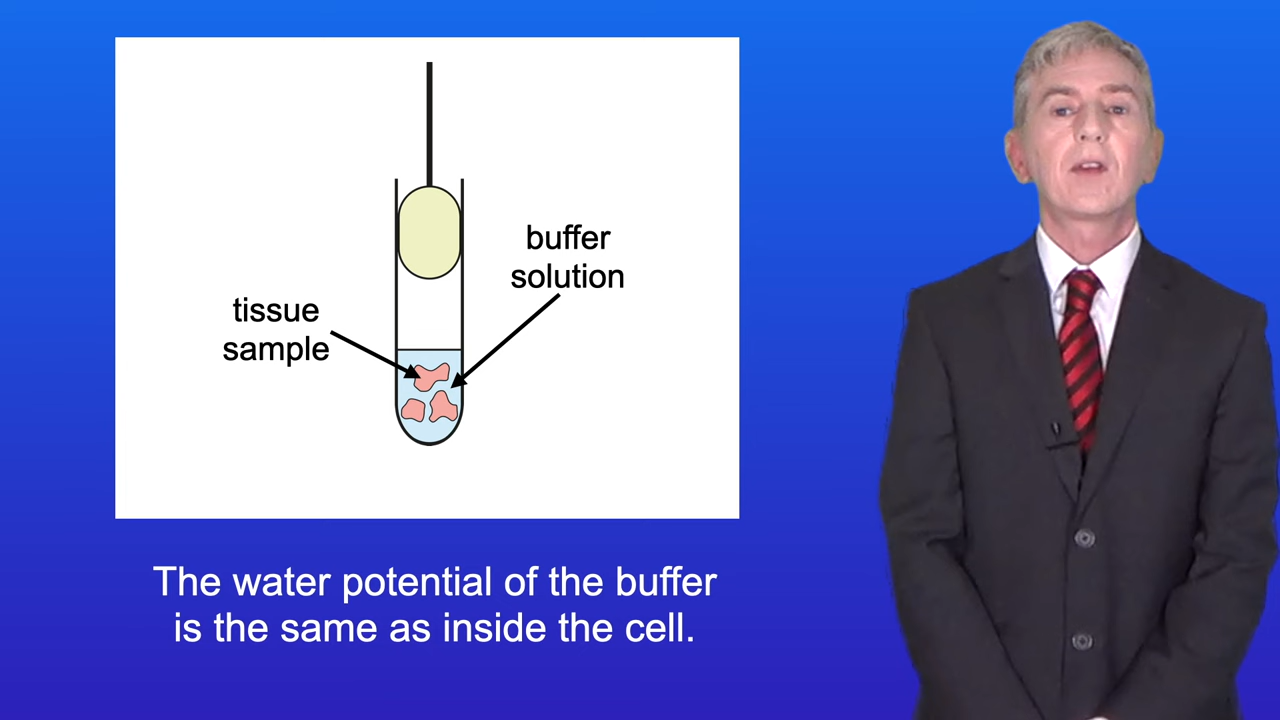 buffer
solution
tissue
sample
The water potential of the buffer
is the same as inside the cell.